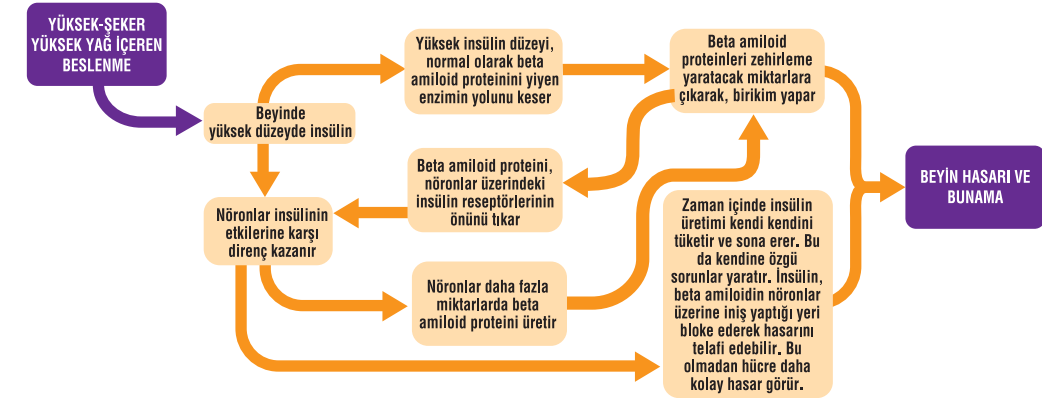 YÜKSEK-ŞEKER
YÜKSEK YAĞ İÇEREN
BESLENME
Beyinde
yüksek düzeyde insülin
Yüksek insülin düzeyi,
normal olarak beta
amiloid proteinini yiyen
enzimin yolunu keser
Beta amiloid
proteinleri zehirleme
yaratacak miktarlara
çıkarak, birikim yapar
Beta amiloid proteini,
nöronlar üzerindeki
insülin reseptörlerinin
önünü tıkar
Nöronlar insülinin
etkilerine karşı
direnç kazanır
Nöronlar daha fazla
miktarlarda beta
amiloid proteini üretir
Zaman içinde insülin
üretimi kendi kendini
tüketir ve sona erer. Bu
da kendine özgü
sorunlar yaratır. İnsülin,
beta amiloidin nöronlar
üzerine iniş yaptığı yeri
bloke ederek hasarını
telafi edebilir. Bu
olmadan hücre daha
kolay hasar görür.
BEYİN HASARI VE
BUNAMA